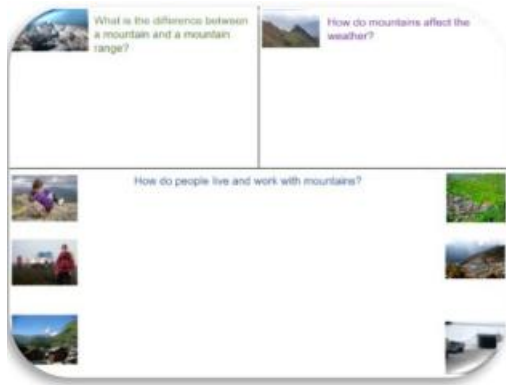 What is the difference between
a mountain and a mountain
range?
How do mountains affect the
weather?
How do people live and work with mountains?